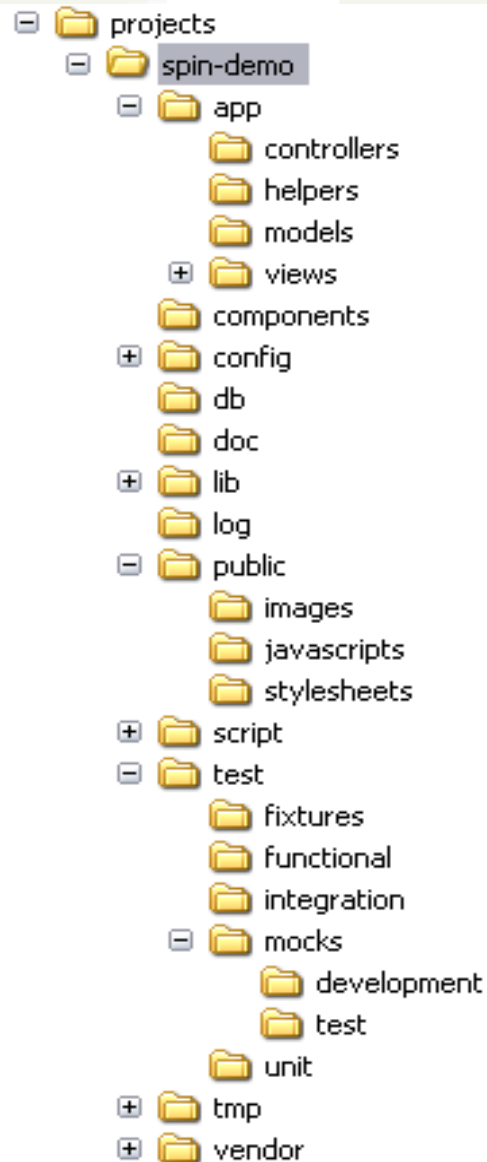 projects
spin-demo
app
controllers
helpers
models
views
components
config
db
doc
lib
log
public
images
javascripts
stylesheets
script
test
fixtures
functional
integration
mocks
development
test
unit
tmp
vendor